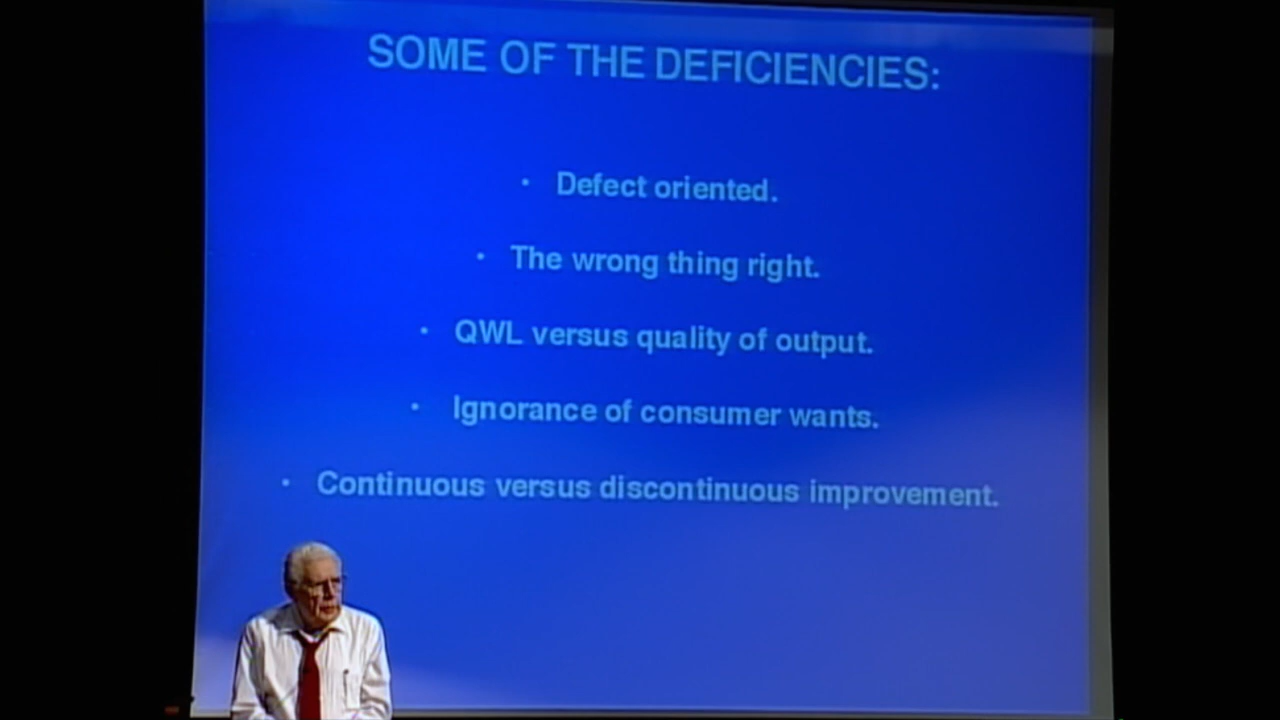 SOME OF THE DEFICIENCIES:
• Defect oriented.
• The wrong thing right.
• QWL versus quality of output.
• Ignorance of consumer wants.
• Continuous versus discontinuous improvement.